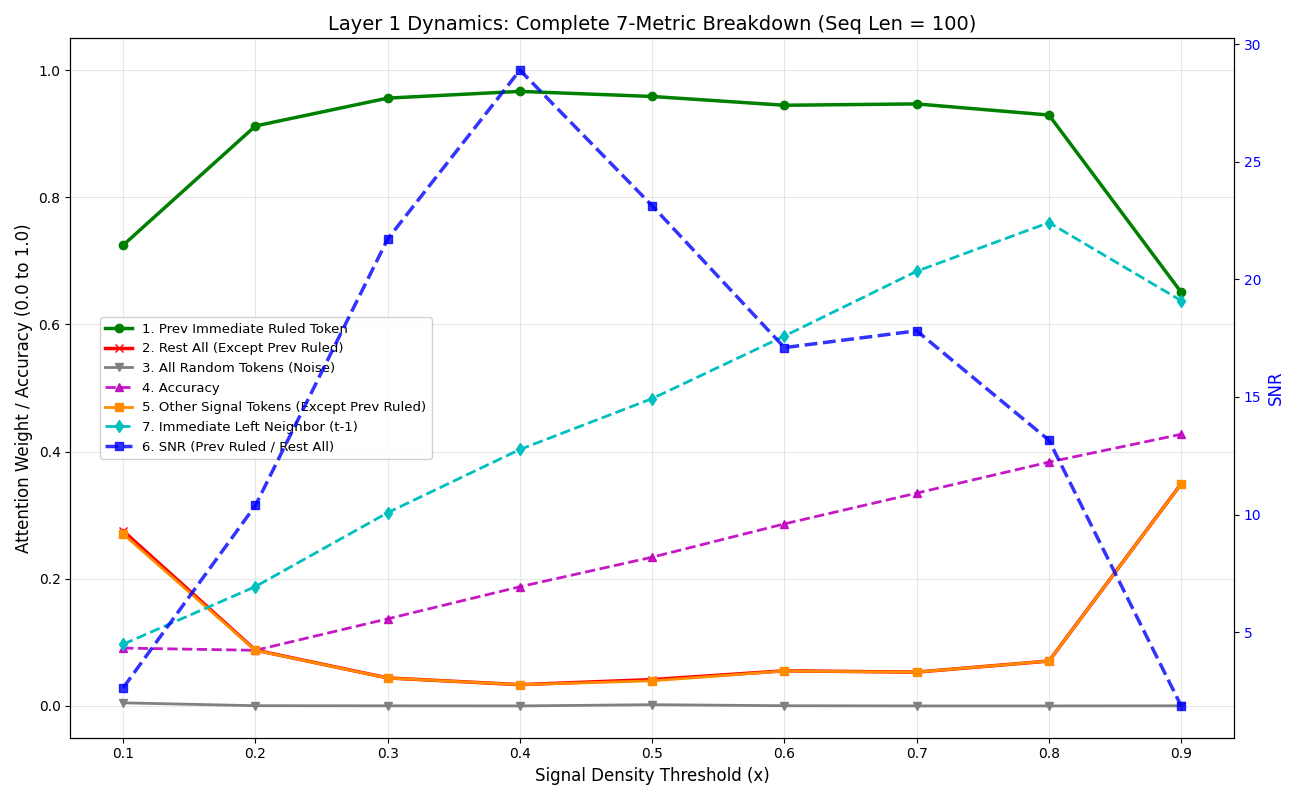 Layer 1 Dynamics: Complete 7-Metric Breakdown (Seq Len = 100)
Attention Weight / Accuracy (0.0 to 1.0)
1.0
0.8
0.6
0.4
0.2
0.0
1. Prev Immediate Ruled Token
2. Rest All (Except Prev Ruled)
3. All Random Tokens (Noise)
4. Accuracy
5. Other Signal Tokens (Except Prev Ruled)
7. Immediate Left Neighbor (t-1)
6. SNR (Prev Ruled / Rest All)
30
25
20
15
10
5
SNR
0.1 0.2 0.3 0.4 0.5 0.6 0.7 0.8 0.9
Signal Density Threshold (x)